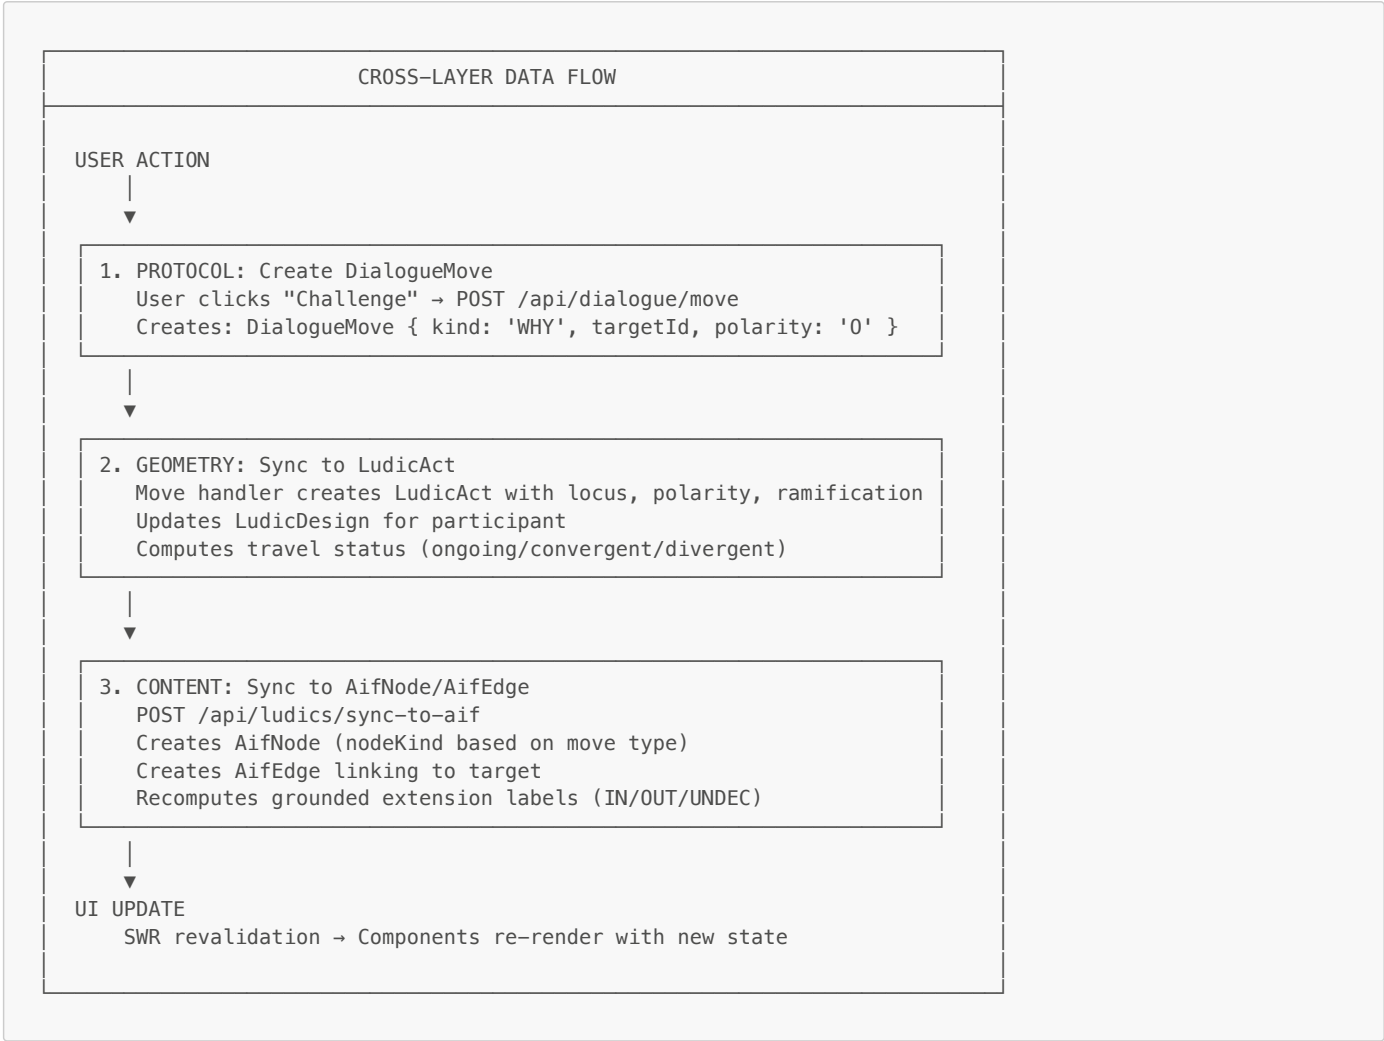 CROSS-LAYER DATA FLOW
USER ACTION
1. PROTOCOL: Create DialogueMove
User clicks "Challenge" → POST /api/dialogue/move
Creates: DialogueMove { kind: 'WHY', targetId, polarity: 'O' }
2. GEOMETRY: Sync to LudicAct
Move handler creates LudicAct with locus, polarity, ramification
Updates LudicDesign for participant
Computes travel status (ongoing/convergent/divergent)
3. CONTENT: Sync to AifNode/AifEdge
POST /api/ludics/sync-to-aif
Creates AifNode (nodeKind based on move type)
Creates AifEdge linking to target
Recomputes grounded extension labels (IN/OUT/UNDEC)
UI UPDATE
SWR revalidation → Components re-render with new state